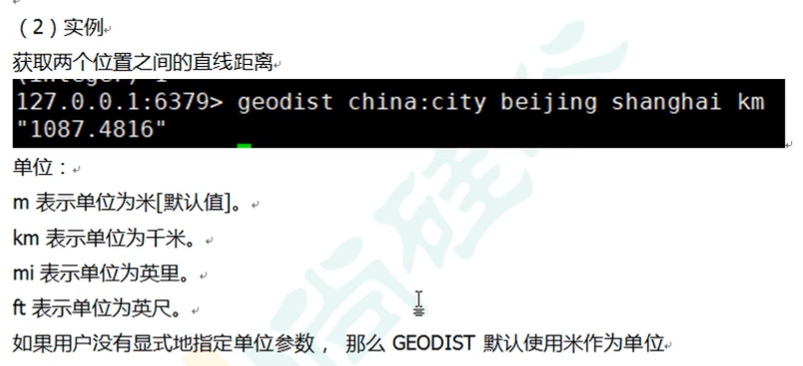 （2）实例
获取两个位置之间的直线距离
127.0.0.1:6379> geodist china:city beijing shanghai km
"1087.4816"
单位：
m 表示单位为米[默认值]。
km 表示单位为千米。
mi 表示单位为英里。
ft 表示单位为英尺。
如果用户没有显式地指定单位参数， 那么 GEODIST 默认使用米作为单位
尚硅谷